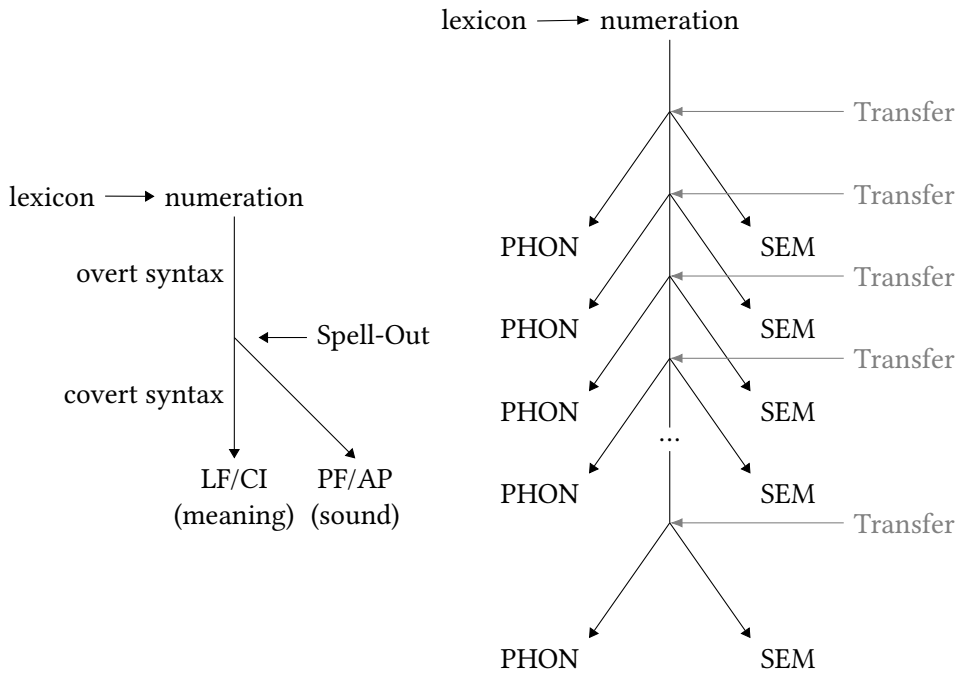 lexicon numeration
overt syntax
Spell-Out
covert syntax
LF/CI PF/AP
(meaning) (sound)
lexicon numeration
Transfer
Transfer
PHON SEM
Transfer
PHON SEM
Transfer
PHON SEM
...
PHON SEM
Transfer
PHON SEM